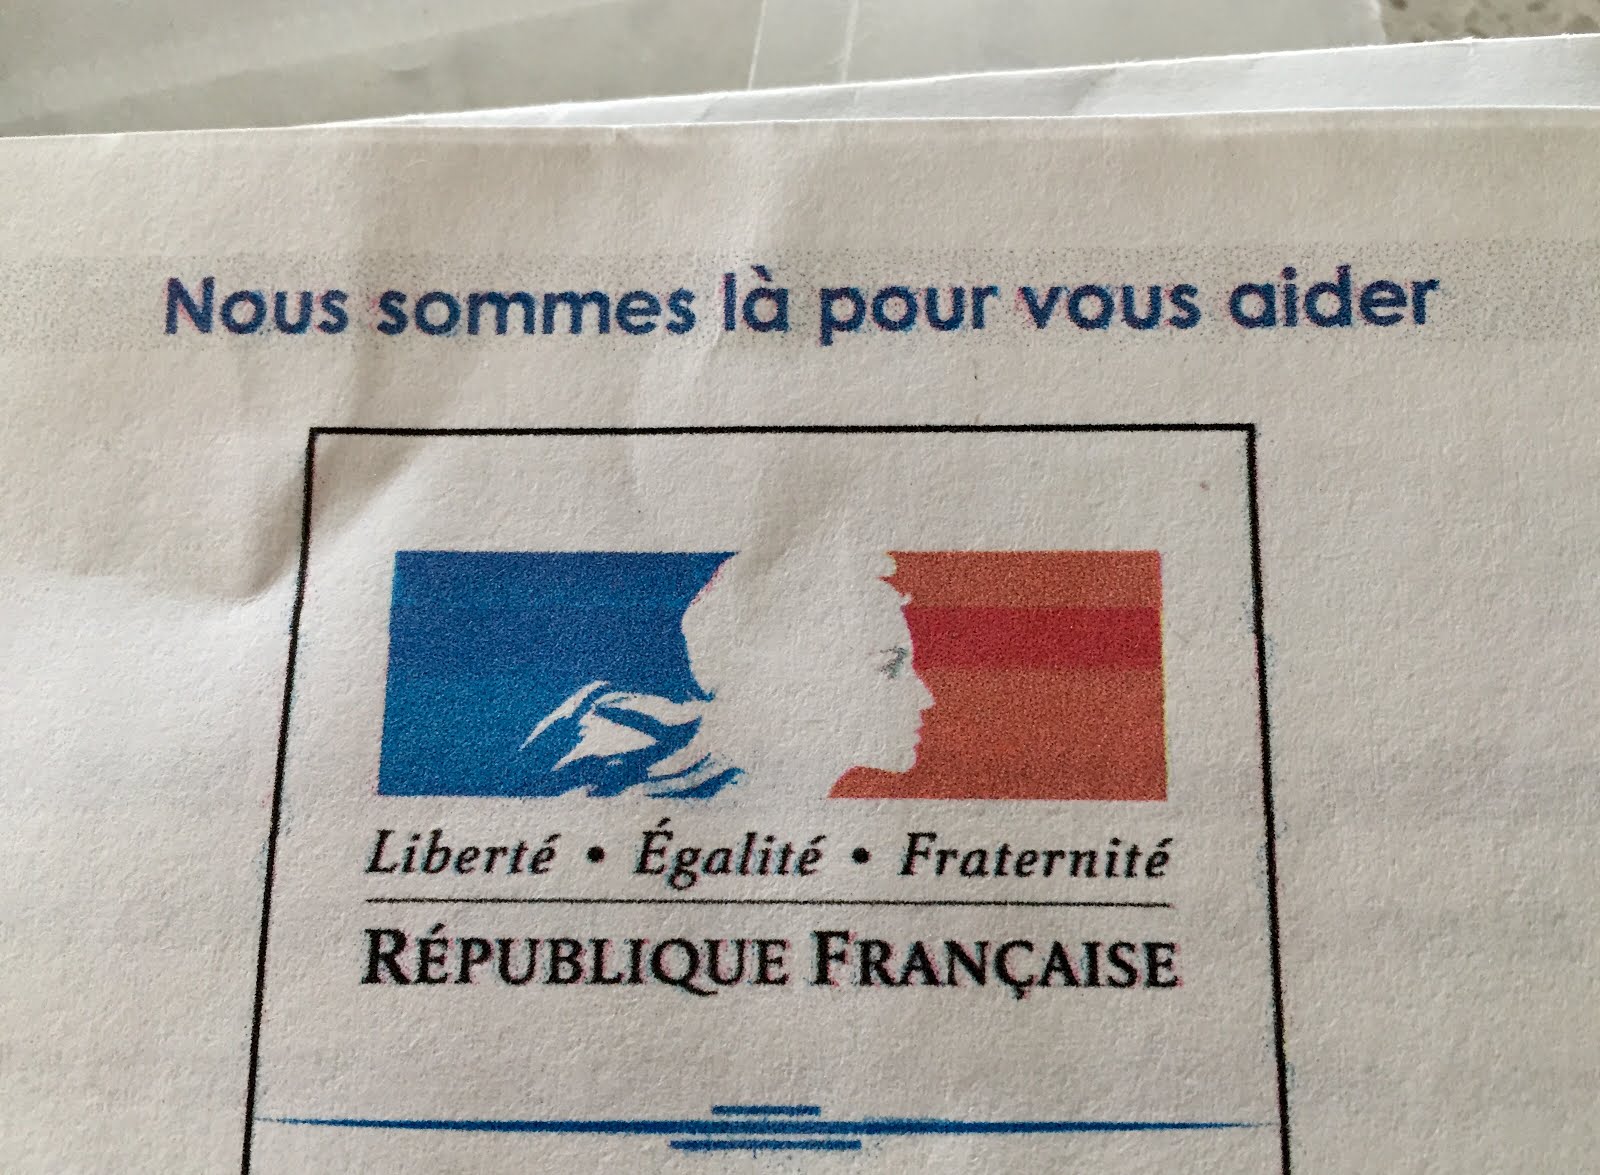 Nous sommes là pour vous aider
Liberté • Égalité • Fraternité
RÉPUBLIQUE FRANÇAISE